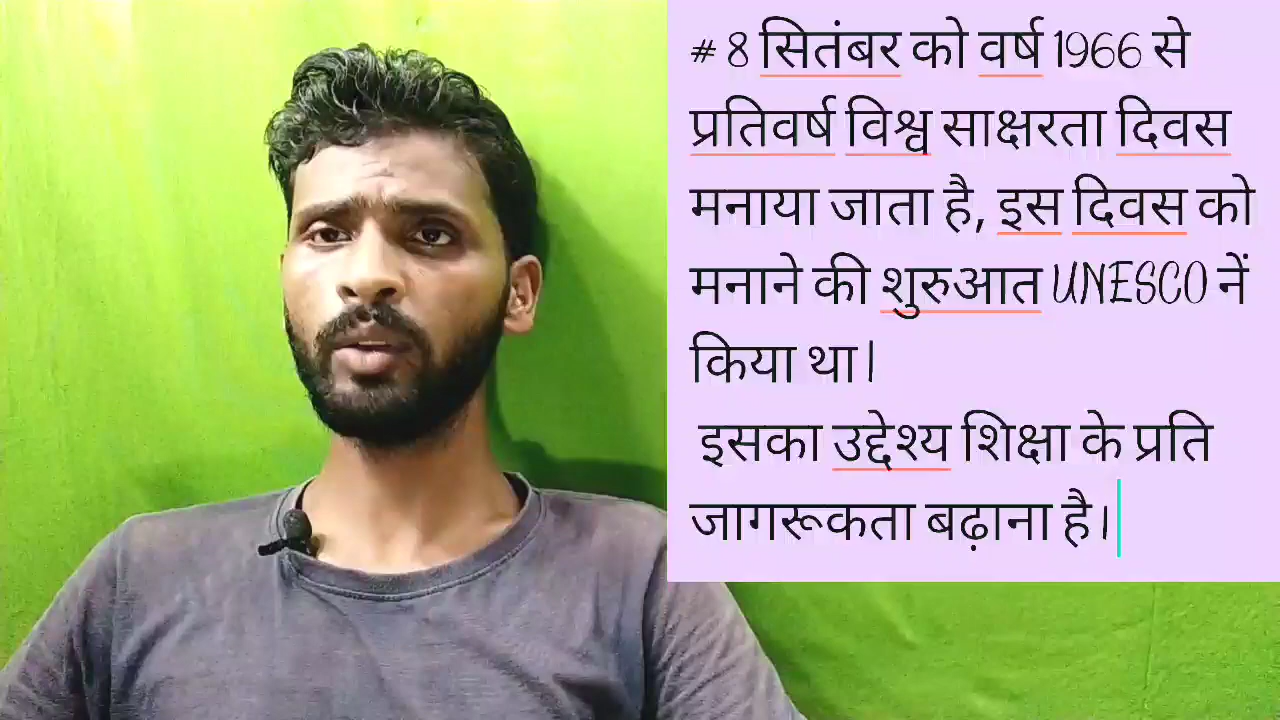 # 8 सितंबर को वर्ष 1966 से
प्रतिवर्ष विश्व साक्षरता दिवस
मनाया जाता है, इस दिवस को
मनाने की शुरुआत UNESCO नें
किया था।
इसका उद्देश्य शिक्षा के प्रति
जागरूकता बढ़ाना है।